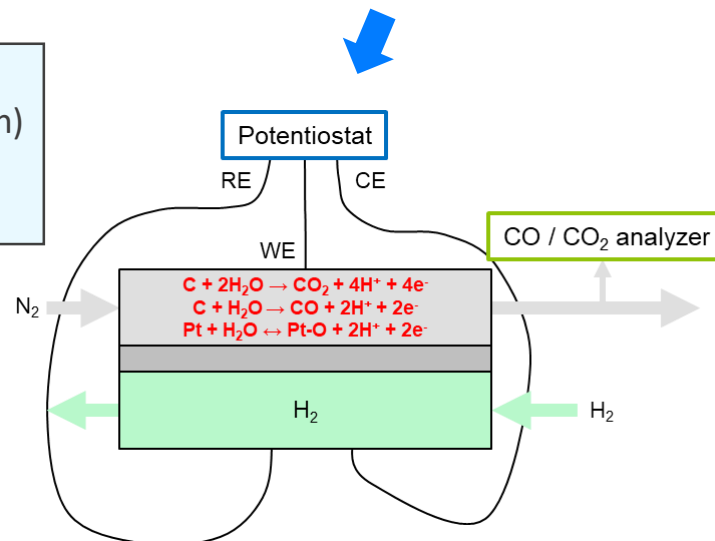 n)
Potentiostat
RE
CE
WE
CO / CO₂ analyzer
C + 2H₂O → CO₂ + 4H⁺ + 4e⁻
C + H₂O → CO + 2H⁺ + 2e⁻
Pt + H₂O ↔ Pt-O + 2H⁺ + 2e⁻
N₂
H₂
H₂